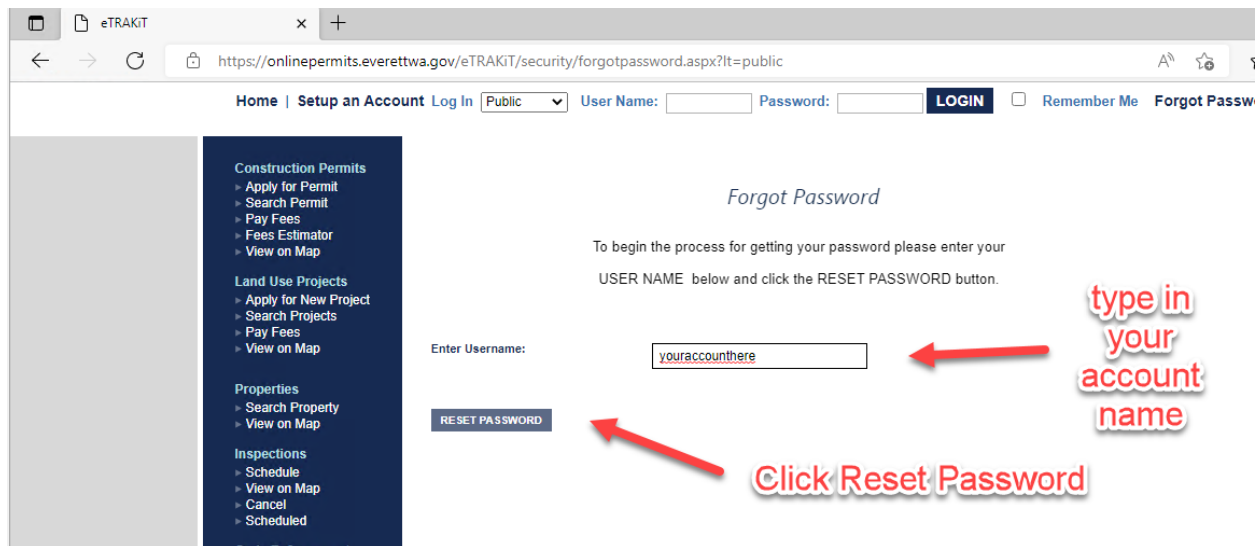 eTRAKiT
https://onlinepermits.everettwa.gov/eTRAKiT/security/forgotpassword.aspx?lt=public
Home | Setup an Account Log In Public User Name: Password: LOGIN Remember Me Forgot Passwo
Construction Permits
Apply for Permit
Search Permit
Pay Fees
Fees Estimator
View on Map
Land Use Projects
Apply for New Project
Search Projects
Pay Fees
View on Map
Properties
Search Property
View on Map
Inspections
Schedule
View on Map
Cancel
Scheduled
Forgot Password
To begin the process for getting your password please enter your
USER NAME below and click the RESET PASSWORD button.
Enter Username: youraccounthere
RESET PASSWORD
type in
your
account
name
Click Reset Password